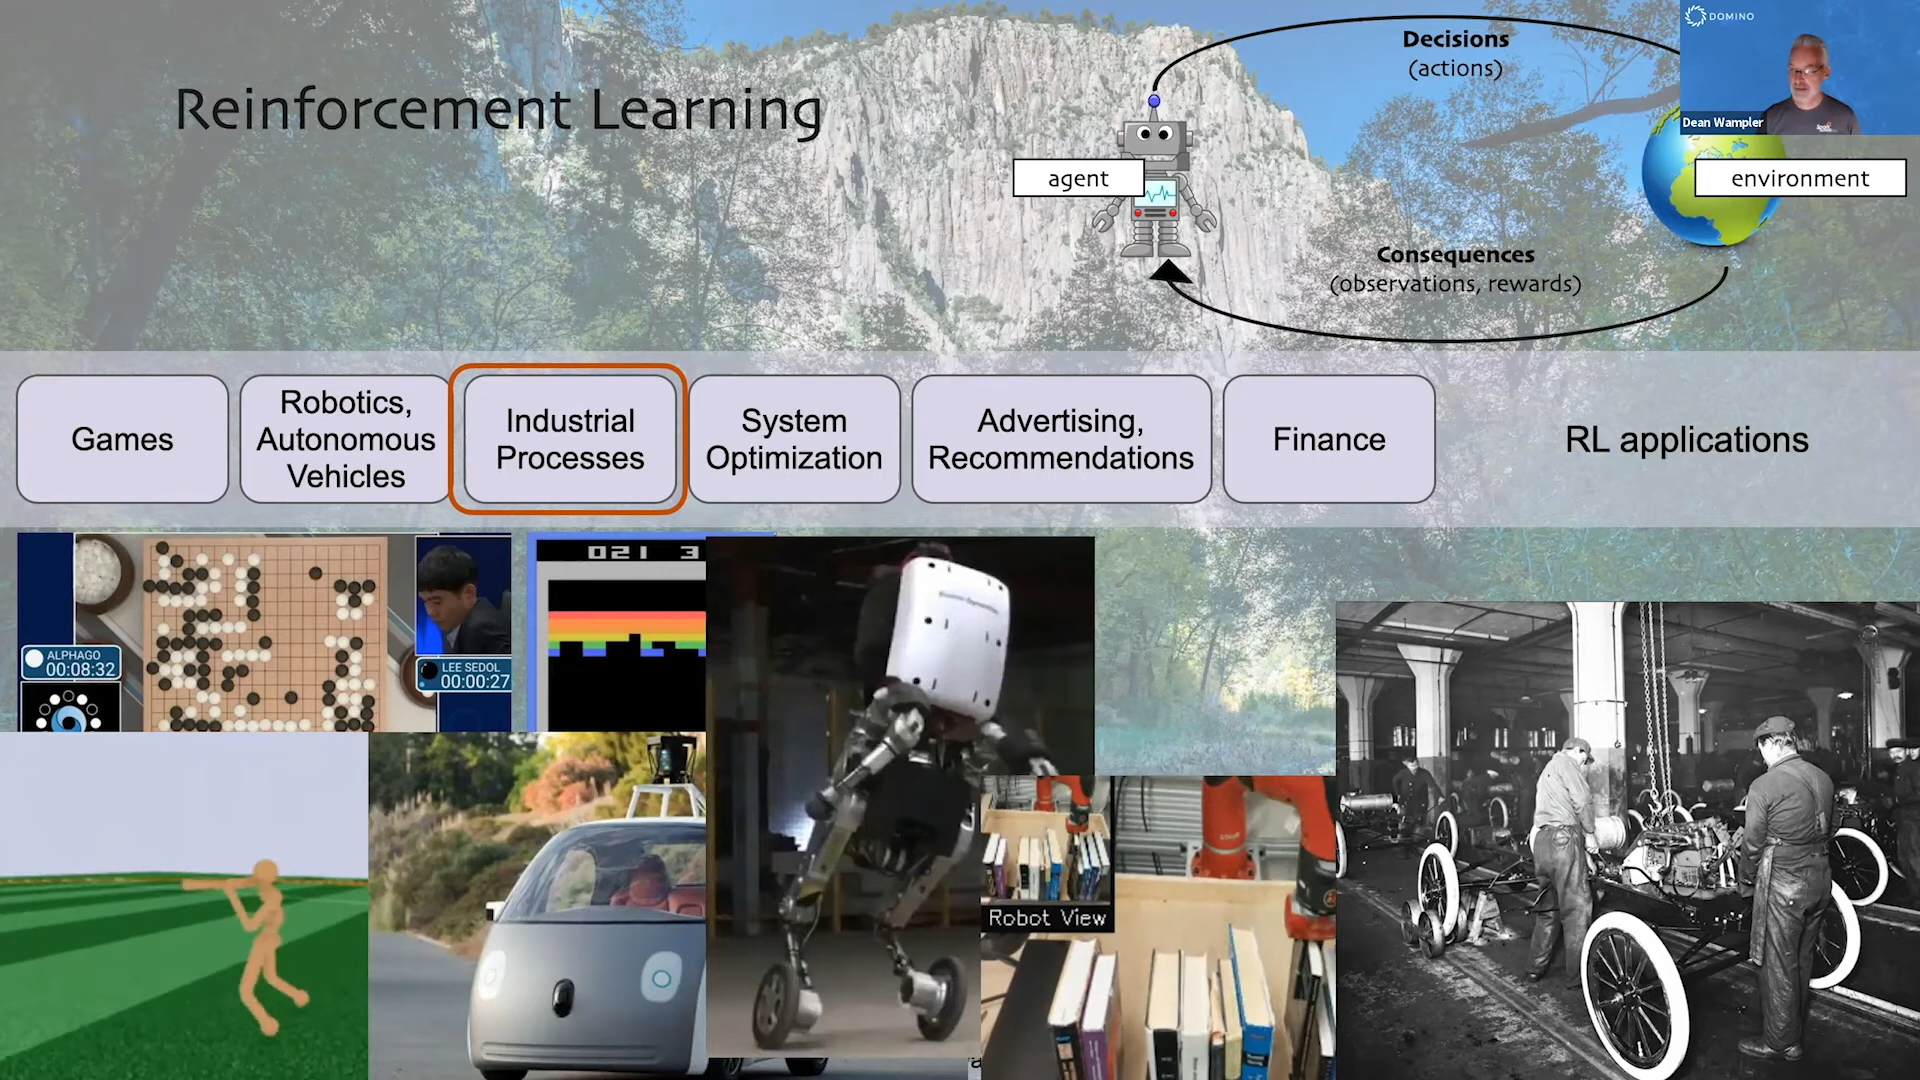 DOMINO
Decisions
(actions)
Reinforcement Learning
Dean Wampler
agent
environment
Consequences
(observations, rewards)
Games
Robotics,
Autonomous
Vehicles
Industrial
Processes
System
Optimization
Advertising,
Recommendations
Finance
RL applications
021 3
ALPHAGO
00:08:32
LEE SEDOL
00:00:27
Robot View